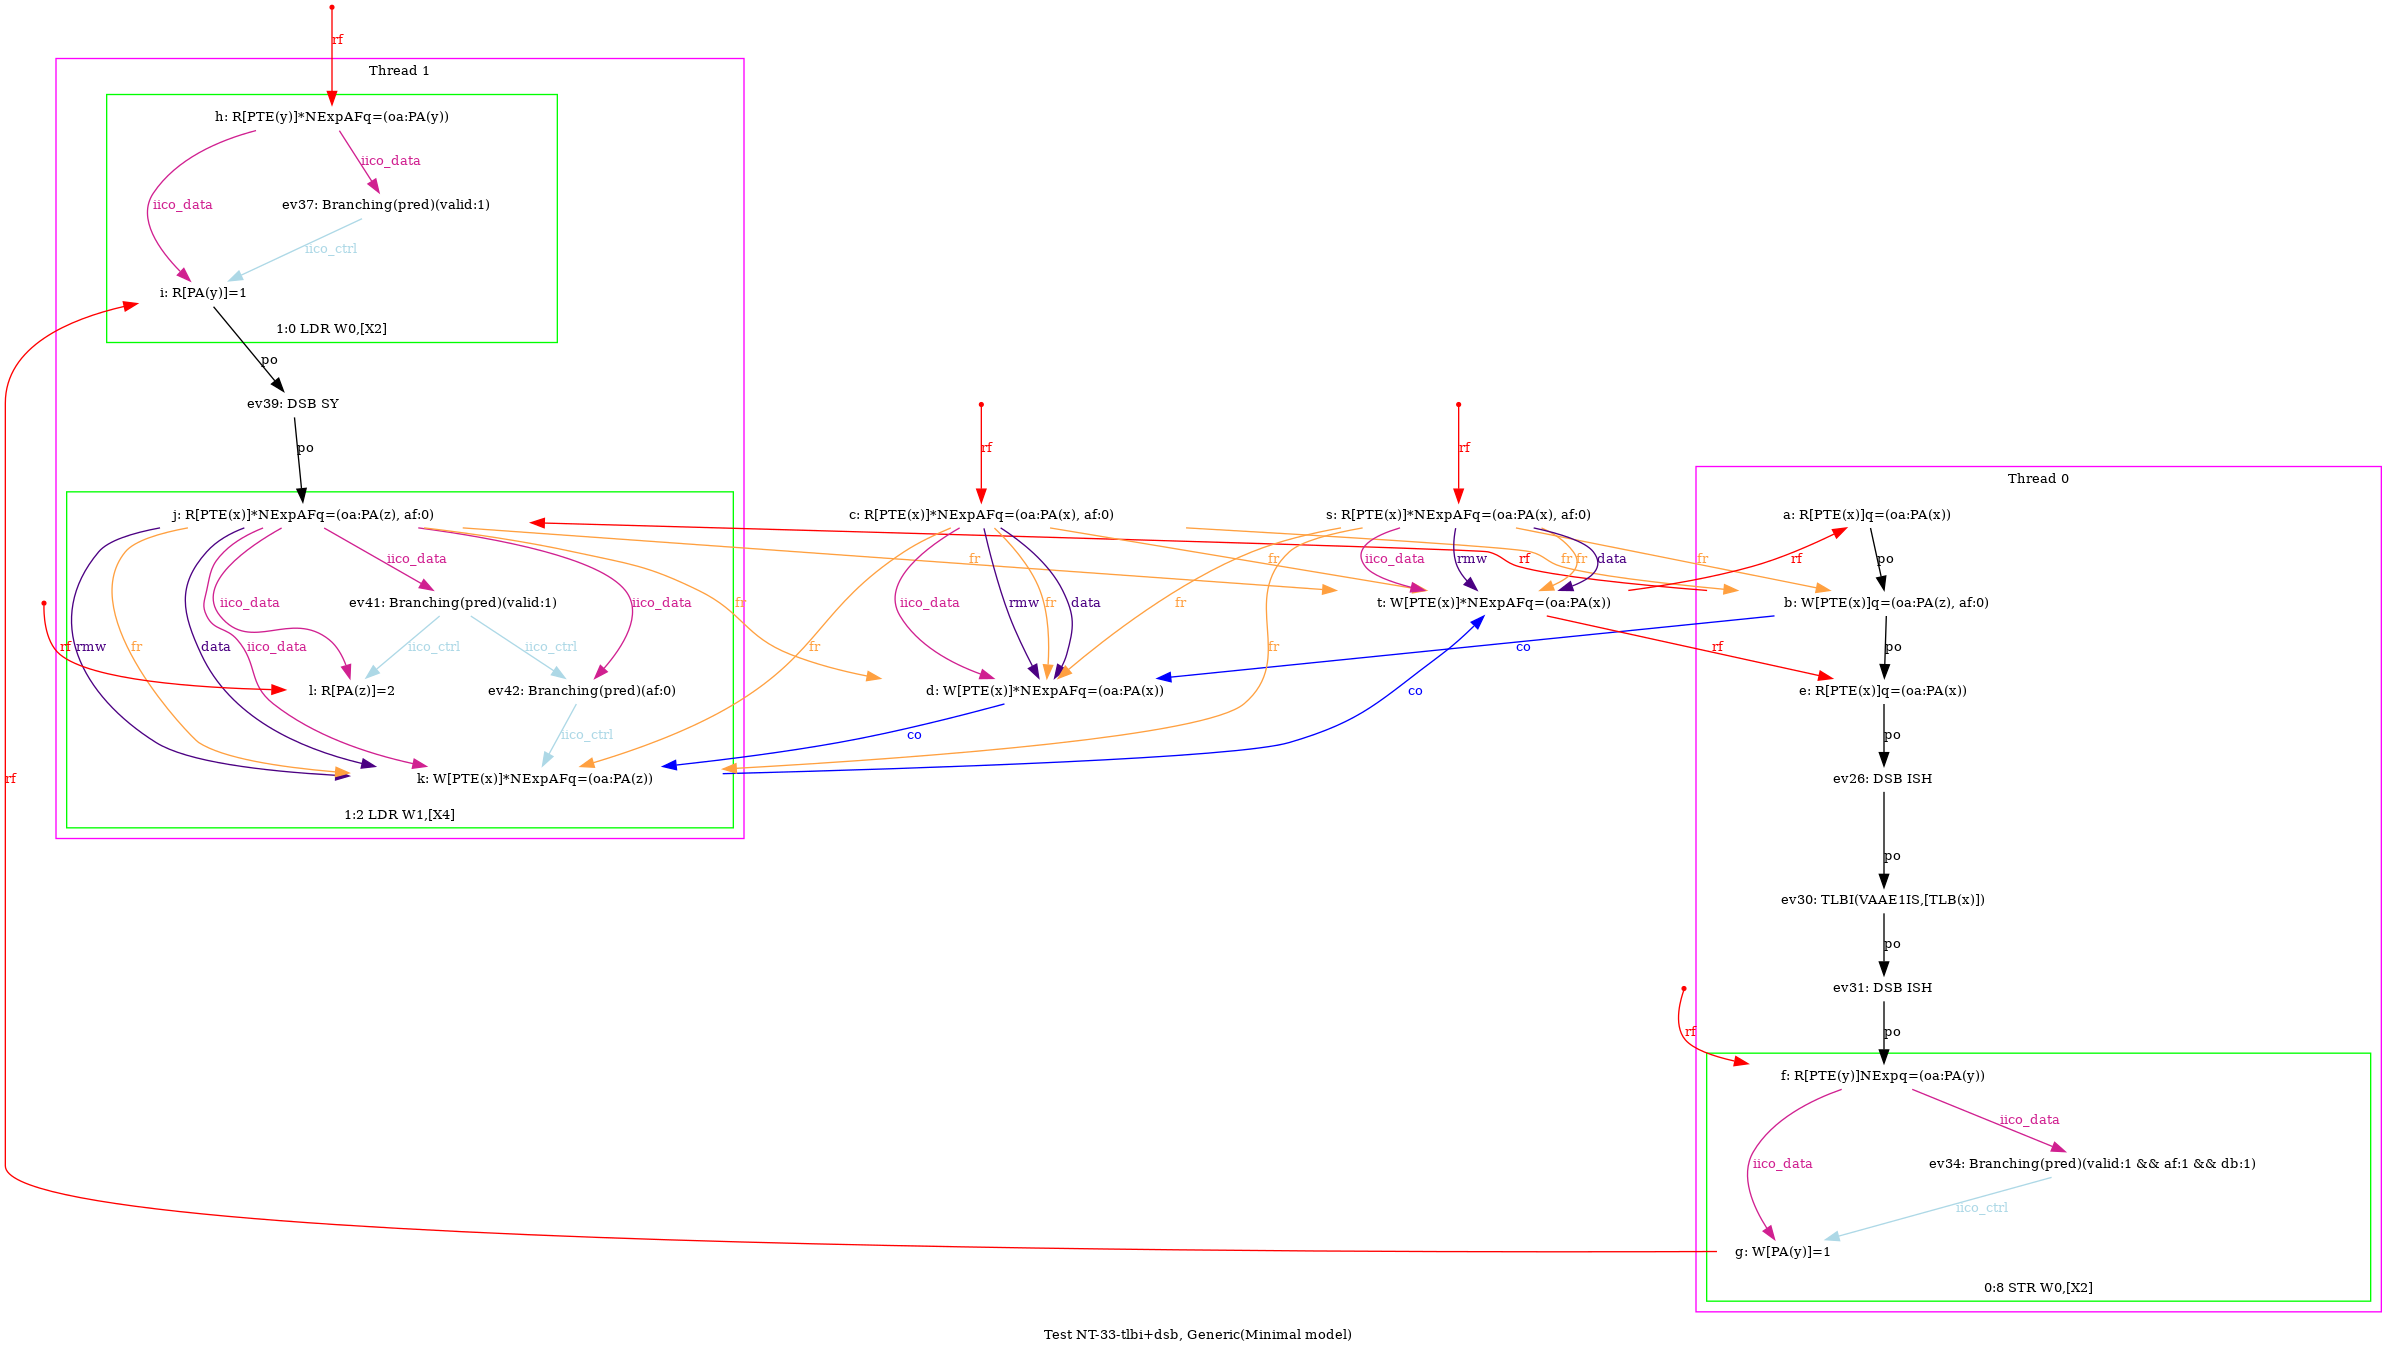 rf
Thread 1
h: R[PTE(y)]*NExpAFq=(oa:PA(y))
iico_data
iico_data
ev37: Branching(pred)(valid:1)
iico_ctrl
i: R[PA(y)]=1
1:0 LDR W0,[X2]
po
ev39: DSB SY
po
rf
rf
Thread 0
j: R[PTE(x)]*NExpAFq=(oa:PA(z), af:0)
c: R[PTE(x)]*NExpAFq=(oa:PA(x), af:0)
s: R[PTE(x)]*NExpAFq=(oa:PA(x), af:0)
a: R[PTE(x)]q=(oa:PA(x))
iico_data
fr
fr
iico_data
rmw
rf
fr
fr
data
fr
rf
po
iico_data
ev41: Branching(pred)(valid:1)
iico_data
fr
iico_data
rmw
fr
data
fr
t: W[PTE(x)]*NExpAFq=(oa:PA(x))
b: W[PTE(x)]q=(oa:PA(z), af:0)
rf
rmw
fr
data
iico_data
iico_ctrl
iico_ctrl
fr
fr
co
rf
po
l: R[PA(z)]=2
ev42: Branching(pred)(af:0)
d: W[PTE(x)]*NExpAFq=(oa:PA(x))
co
e: R[PTE(x)]q=(oa:PA(x))
iico_ctrl
co
po
rf
k: W[PTE(x)]*NExpAFq=(oa:PA(z))
ev26: DSB ISH
1:2 LDR W1,[X4]
po
ev30: TLBI(VAAE1IS,[TLB(x)])
po
ev31: DSB ISH
rf
po
f: R[PTE(y)]NExpq=(oa:PA(y))
iico_data
iico_data
ev34: Branching(pred)(valid:1 && af:1 && db:1)
iico_ctrl
g: W[PA(y)]=1
0:8 STR W0,[X2]
Test NT-33-tlbi+dsb, Generic(Minimal model)